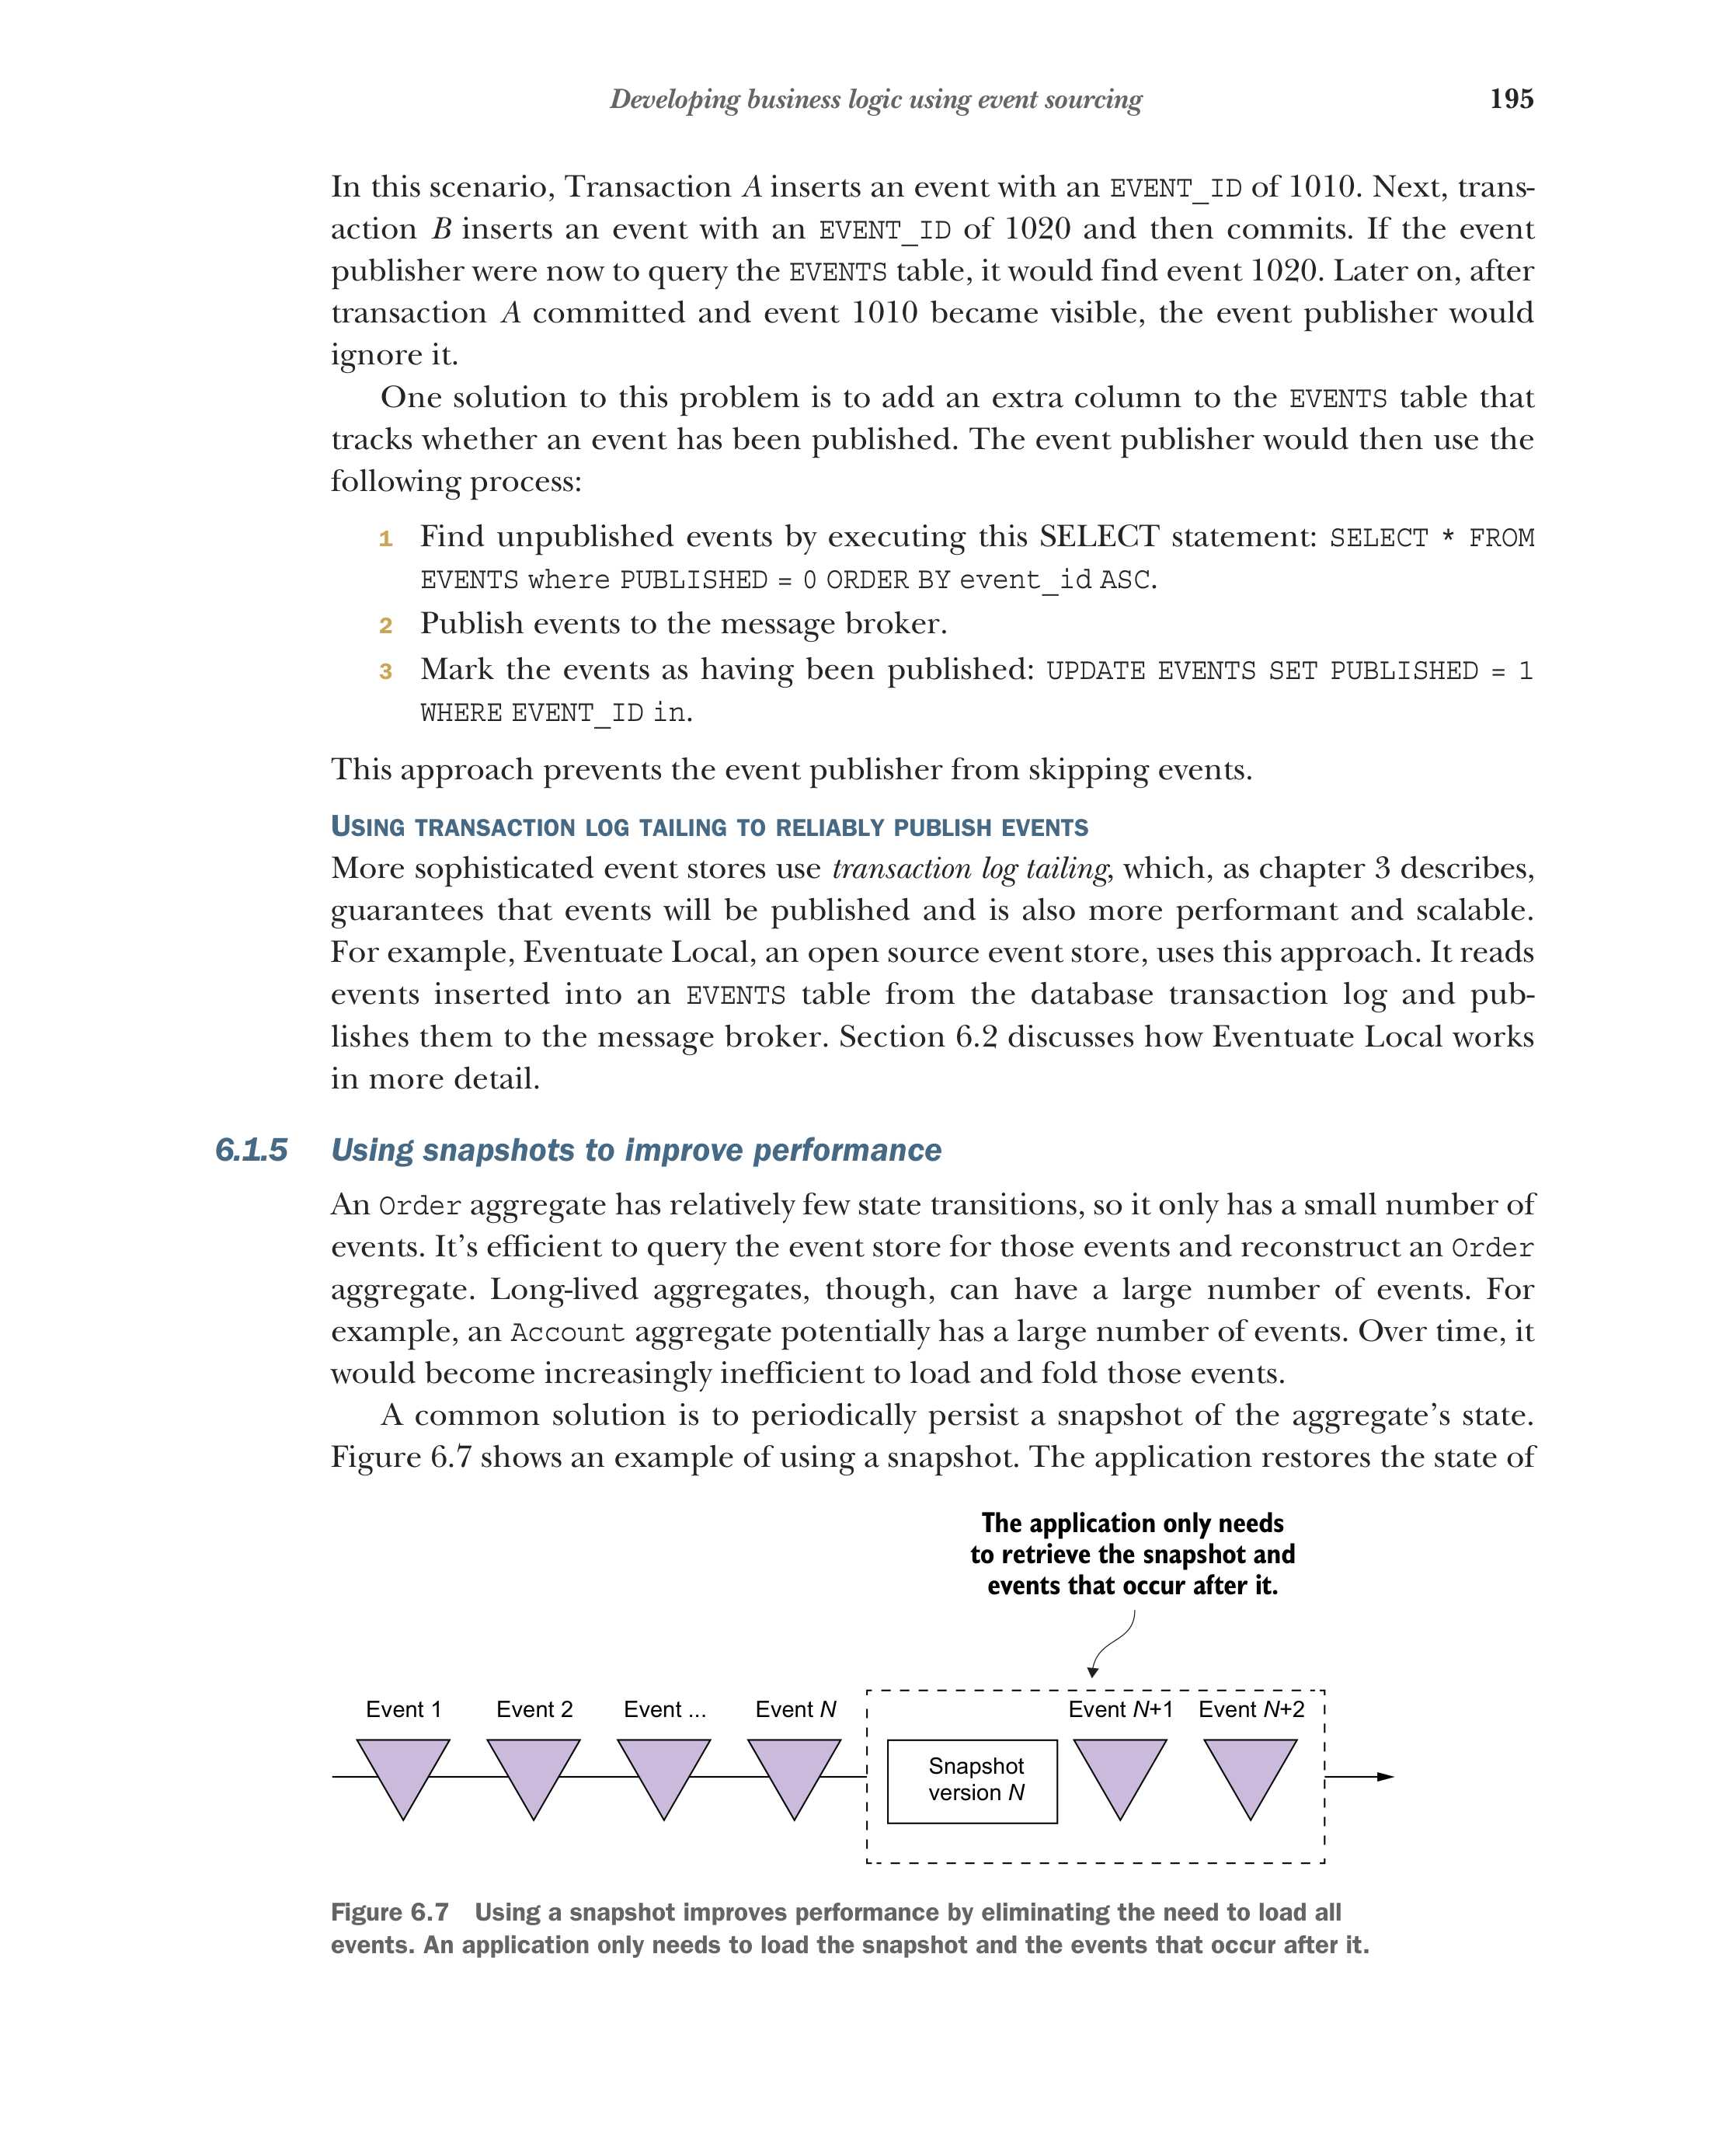 Developing business logic using event sourcing 195
In this scenario, Transaction A inserts an event with an EVENT_ID of 1010. Next, trans-
action B inserts an event with an EVENT_ID of 1020 and then commits. If the event
publisher were now to query the EVENTS table, it would find event 1020. Later on, after
transaction A committed and event 1010 became visible, the event publisher would
ignore it.
One solution to this problem is to add an extra column to the EVENTS table that
tracks whether an event has been published. The event publisher would then use the
following process:
1 Find unpublished events by executing this SELECT statement: SELECT * FROM
EVENTS where PUBLISHED = 0 ORDER BY event_id ASC.
2 Publish events to the message broker.
3 Mark the events as having been published: UPDATE EVENTS SET PUBLISHED = 1
WHERE EVENT_ID in.
This approach prevents the event publisher from skipping events.
USING TRANSACTION LOG TAILING TO RELIABLY PUBLISH EVENTS
More sophisticated event stores use transaction log tailing, which, as chapter 3 describes,
guarantees that events will be published and is also more performant and scalable.
For example, Eventuate Local, an open source event store, uses this approach. It reads
events inserted into an EVENTS table from the database transaction log and pub-
lishes them to the message broker. Section 6.2 discusses how Eventuate Local works
in more detail.
6.1.5 Using snapshots to improve performance
An Order aggregate has relatively few state transitions, so it only has a small number of
events. It's efficient to query the event store for those events and reconstruct an Order
aggregate. Long-lived aggregates, though, can have a large number of events. For
example, an Account aggregate potentially has a large number of events. Over time, it
would become increasingly inefficient to load and fold those events.
A common solution is to periodically persist a snapshot of the aggregate's state.
Figure 6.7 shows an example of using a snapshot. The application restores the state of
The application only needs
to retrieve the snapshot and
events that occur after it.
Event 1 Event 2 Event ... Event N Event N+1 Event N+2
Snapshot
version N
Figure 6.7 Using a snapshot improves performance by eliminating the need to load all
events. An application only needs to load the snapshot and the events that occur after it.